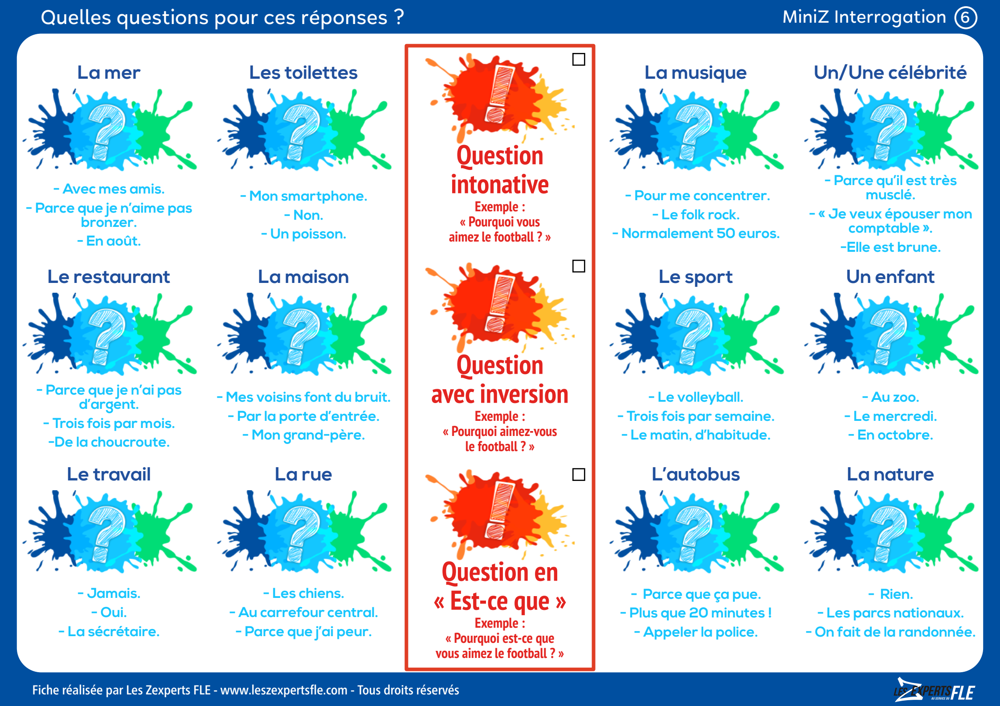 Quelles questions pour ces réponses ?
MiniZ Interrogation 6
La mer
- Avec mes amis.
- Parce que je n'aime pas
bronzer.
- En août.
Les toilettes
- Mon smartphone.
- Non.
- Un poisson.
Le restaurant
- Parce que je n'ai pas
d'argent.
- Trois fois par mois.
-De la choucroute.
La maison
- Mes voisins font du bruit.
- Par la porte d'entrée.
- Mon grand-père.
Le travail
- Jamais.
- Oui.
- La sécrétaire.
La rue
- Les chiens.
- Au carrefour central.
- Parce que j'ai peur.
Question
intonative
Exemple :
« Pourquoi vous
aimez le football ? »
Question
avec inversion
Exemple :
« Pourquoi aimez-vous
le football ? »
Question en
« Est-ce que »
Exemple :
« Pourquoi est-ce que
vous aimez le football ? »
La musique
- Pour me concentrer.
- Le folk rock.
- Normalement 50 euros.
Un/Une célébrité
- Parce qu'il est très
musclé.
- « Je veux épouser mon
comptable ».
-Elle est brune.
Le sport
- Le volleyball.
- Trois fois par semaine.
- Le matin, d'habitude.
Un enfant
- Au zoo.
- Le mercredi.
- En octobre.
L'autobus
- Parce que ça pue.
- Plus que 20 minutes !
- Appeler la police.
La nature
- Rien.
- Les parcs nationaux.
- On fait de la randonnée.
Fiche réalisée par Les Zexperts FLE - www.leszexpertsfle.com - Tous droits réservés
LES ZEXPERTS FLE
AU SERVICE DU